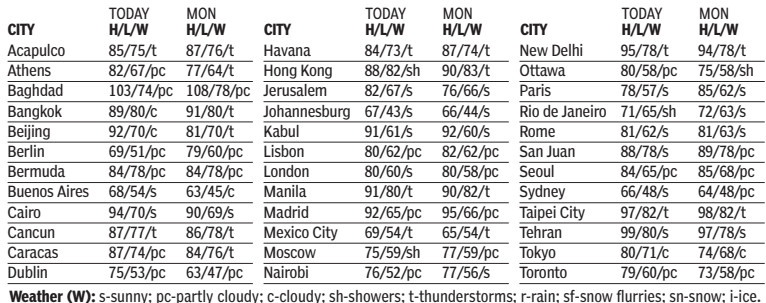 TODAY MON TODAY MON TODAY MON
CITY H/L/W H/L/W CITY H/L/W H/L/W CITY H/L/W H/L/W
Acapulco 85/75/t 87/76/t Havana 84/73/t 87/74/t New Delhi 95/78/t 94/78/t
Athens 82/67/pc 77/64/t Hong Kong 88/82/sh 90/83/t Ottawa 80/58/pc 75/58/sh
Baghdad 103/74/pc 108/78/pc Jerusalem 82/67/s 76/66/s Paris 78/57/s 85/62/s
Bangkok 89/80/c 91/80/t Johannesburg 67/43/s 66/44/s Rio de Janeiro 71/65/sh 72/63/s
Beijing 92/70/c 81/70/t Kabul 91/61/s 92/60/s Rome 81/62/s 81/63/s
Berlin 69/51/pc 79/60/pc Lisbon 80/62/pc 82/62/pc San Juan 88/78/s 89/78/pc
Bermuda 84/78/pc 84/78/pc London 80/60/s 80/58/pc Seoul 84/65/pc 85/68/pc
Buenos Aires 68/54/s 63/45/c Manila 91/80/t 90/82/t Sydney 66/48/s 64/48/pc
Cairo 94/70/s 90/69/s Madrid 92/65/pc 95/66/pc Taipei City 97/82/t 98/82/t
Cancun 87/77/t 86/78/t Mexico City 69/54/t 65/54/t Tehran 99/80/s 97/78/s
Caracas 87/74/pc 84/76/t Moscow 75/59/sh 77/59/pc Tokyo 80/71/c 74/68/c
Dublin 75/53/pc 63/47/pc Nairobi 76/52/pc 77/56/s Toronto 79/60/pc 73/58/pc
Weather (W): s-sunny; pc-partly cloudy; c-cloudy; sh-showers; t-thunderstorms; r-rain; sf-snow flurries; sn-snow; i-ice.